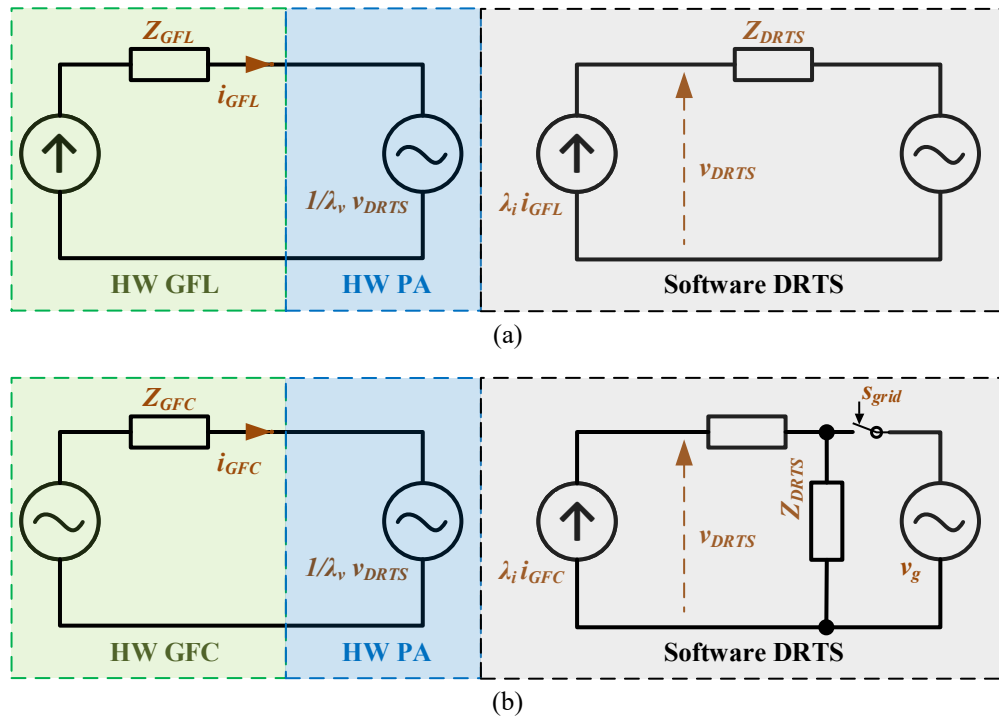 Z_GFL
i_GFL
1/λ_v v_DRTS
HW GFL
HW PA
Z_DRTS
v_DRTS
λ_i i_GFL
Software DRTS
(a)
Z_GFC
i_GFC
1/λ_v v_DRTS
HW GFC
HW PA
s_grid
Z_DRTS
v_DRTS
λ_i i_GFC
v_g
Software DRTS
(b)